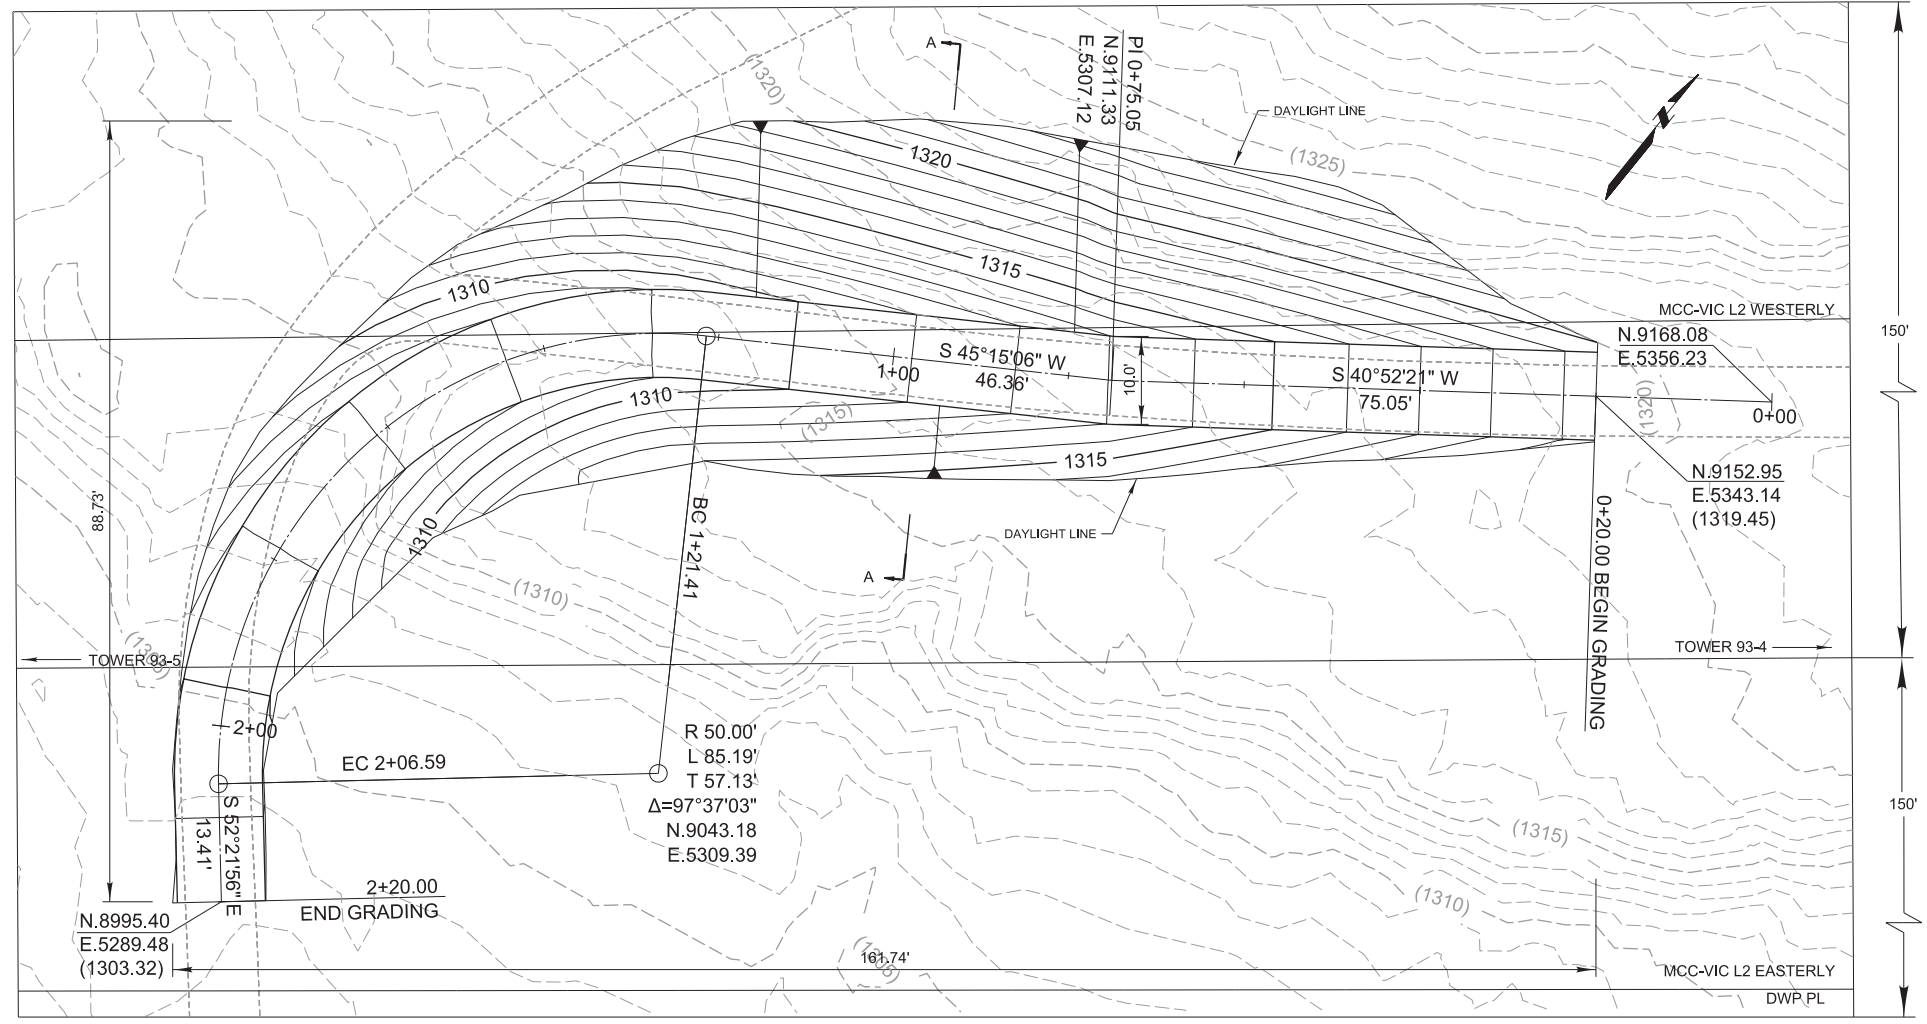 A
PI 0+75.05
N.9111.33
E.5307.12
(1320)
DAYLIGHT LINE
1320
(1325)
1315
1310
MCC-VIC L2 WESTERLY
N.9168.08
E.5356.23
150'
S 45°15'06" W
46.36'
1+00
10.0'
S 40°52'21" W
75.05'
(1320)
0+00
1310
(1315)
1315
88.73'
N.9152.95
E.5343.14
(1319.45)
1310
BC 1+21.41
DAYLIGHT LINE
0+20.00 BEGIN GRADING
A
(1310)
TOWER 93-5
TOWER 93-4
2+00
R 50.00'
L 85.19'
T 57.13'
Δ=97°37'03"
N.9043.18
E.5309.39
EC 2+06.59
150'
S 52°21'56" E
13.41'
(1315)
2+20.00
END GRADING
(1310)
N.8995.40
E.5289.48
(1303.32)
161.74'
(1305)
MCC-VIC L2 EASTERLY
DWP PL